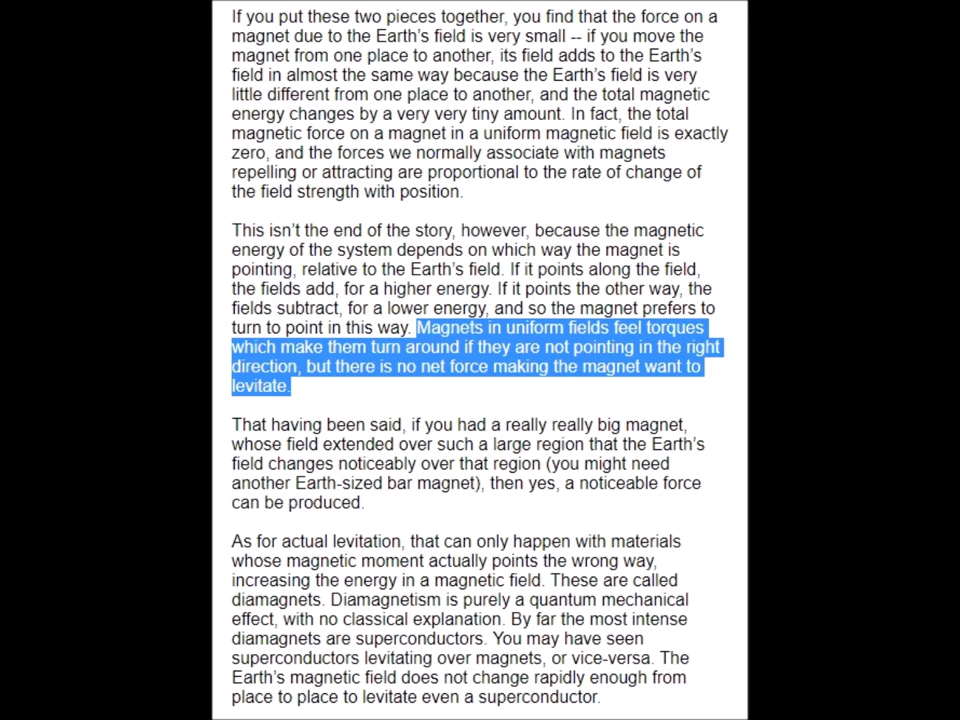 If you put these two pieces together, you find that the force on a
magnet due to the Earth's field is very small -- if you move the
magnet from one place to another, its field adds to the Earth's
field in almost the same way because the Earth's field is very
little different from one place to another, and the total magnetic
energy changes by a very very tiny amount. In fact, the total
magnetic force on a magnet in a uniform magnetic field is exactly
zero, and the forces we normally associate with magnets
repelling or attracting are proportional to the rate of change of
the field strength with position.
This isn't the end of the story, however, because the magnetic
energy of the system depends on which way the magnet is
pointing, relative to the Earth's field. If it points along the field,
the fields add, for a higher energy. If it points the other way, the
fields subtract, for a lower energy, and so the magnet prefers to
turn to point in this way. Magnets in uniform fields feel torques
which make them turn around if they are not pointing in the right
direction, but there is no net force making the magnet want to
levitate.
That having been said, if you had a really really big magnet,
whose field extended over such a large region that the Earth's
field changes noticeably over that region (you might need
another Earth-sized bar magnet), then yes, a noticeable force
can be produced.
As for actual levitation, that can only happen with materials
whose magnetic moment actually points the wrong way,
increasing the energy in a magnetic field. These are called
diamagnets. Diamagnetism is purely a quantum mechanical
effect, with no classical explanation. By far the most intense
diamagnets are superconductors. You may have seen
superconductors levitating over magnets, or vice-versa. The
Earth's magnetic field does not change rapidly enough from
place to place to levitate even a superconductor.